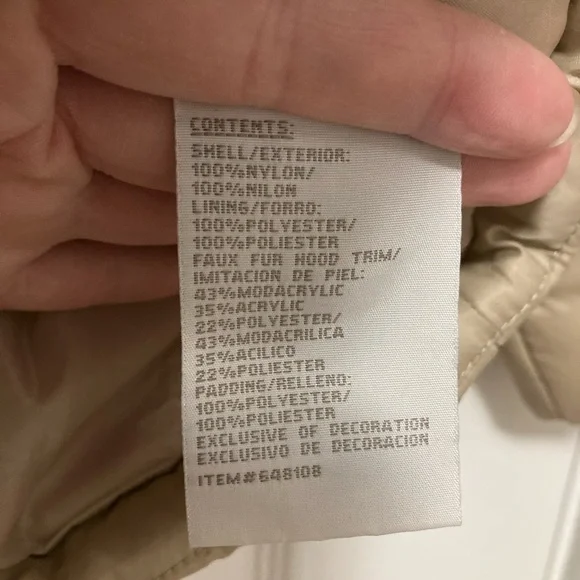 CONTENTS:
SHELL/EXTERIOR:
100%NYLON/
100%NILON
LINING/FORRO:
100%POLYESTER/
100%POLIESTER
FAUX FUR HOOD TRIM/
IMITACION DE PIEL:
43%MODACRYLIC
35%ACRYLIC
22%POLYESTER/
43%MODACRILICA
35%ACILICO
22%POLIESTER
PADDING/RELLENO:
100%POLYESTER/
100%POLIESTER
EXCLUSIVE OF DECORATION
EXCLUSIVO DE DECORACION
ITEM#648108